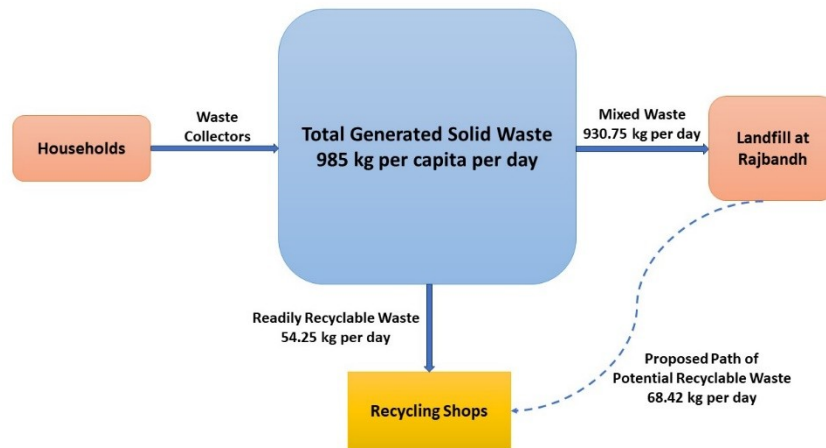 Households
Waste
Collectors
Total Generated Solid Waste
985 kg per capita per day
Mixed Waste
930.75 kg per day
Landfill at
Rajbandh
Readily Recyclable Waste
54.25 kg per day
Recycling Shops
Proposed Path of
Potential Recyclable Waste
68.42 kg per day